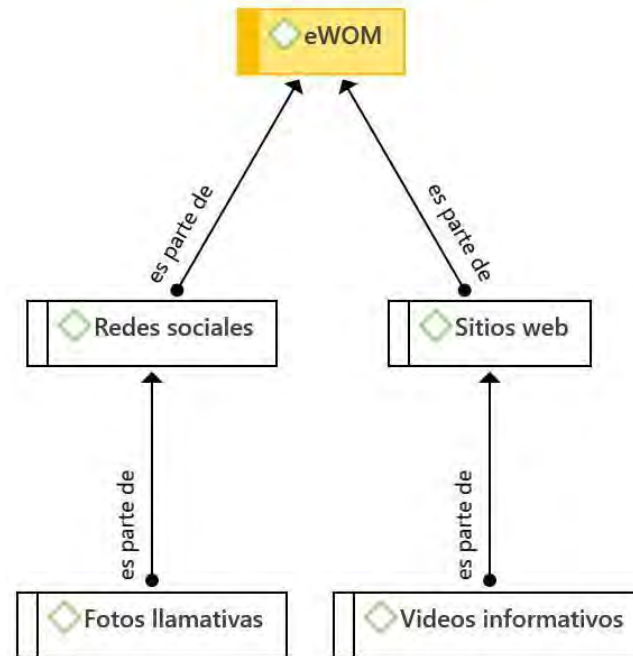 eWOM
es parte de
es parte de
Redes sociales
Sitios web
es parte de
es parte de
Fotos llamativas
Videos informativos